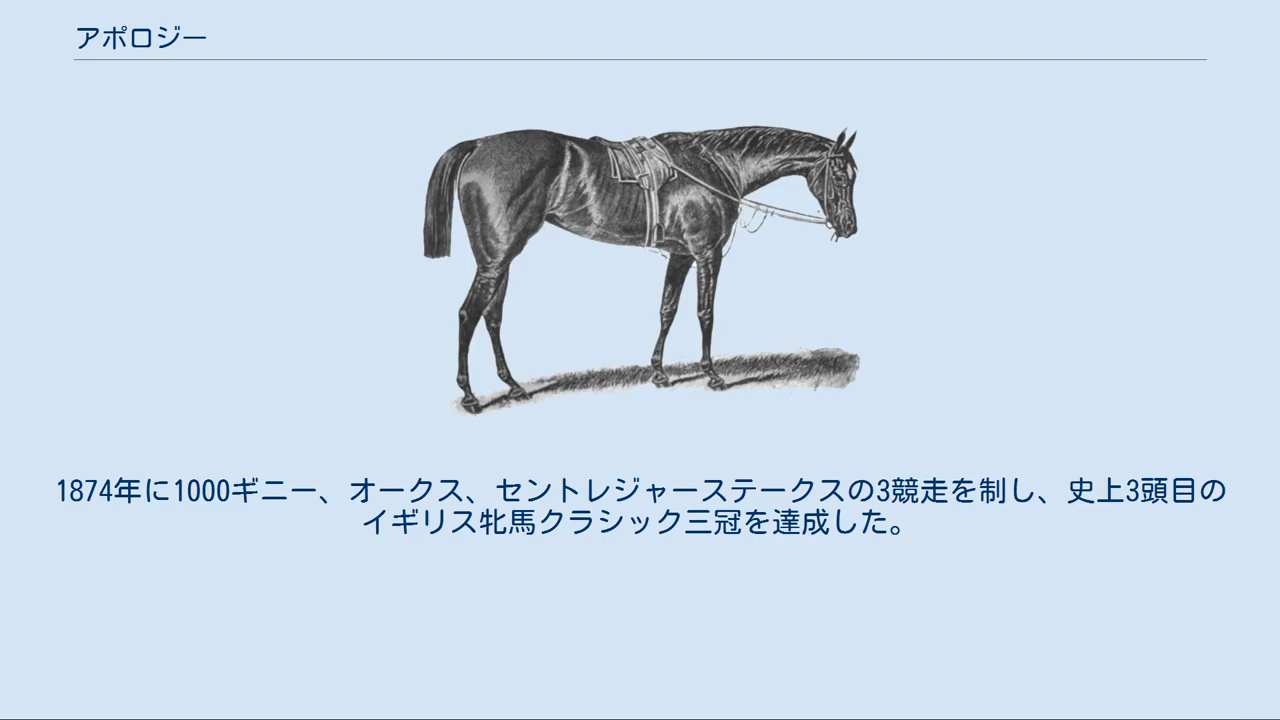 アポロジー
1874年に1000ギニー、オークス、セントレジャーステークスの3競走を制し、史上3頭目の
イギリス牝馬クラシック三冠を達成した。